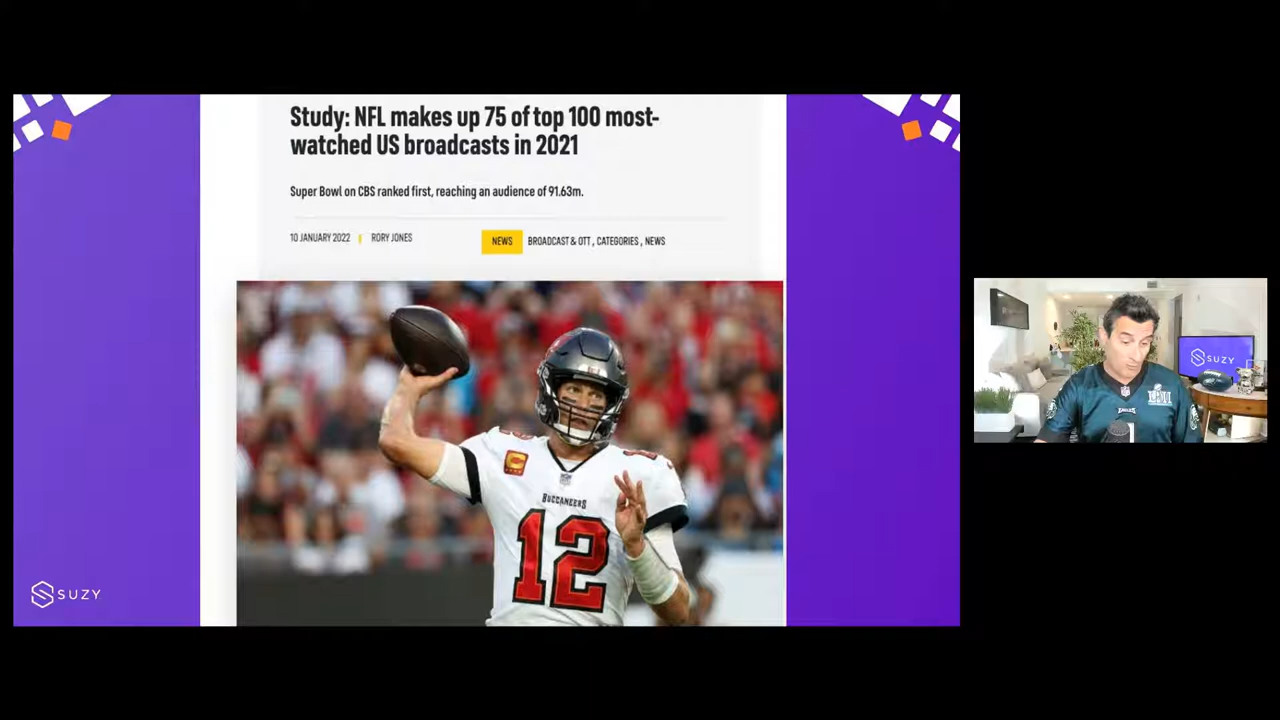 Study: NFL makes up 75 of top 100 most-
watched US broadcasts in 2021
Super Bowl on CBS ranked first, reaching an audience of 91.63m.
10 JANUARY 2022 | RORY JONES NEWS BROADCAST & OTT , CATEGORIES , NEWS
BUCCANEERS
12
SUZY
SUZY
EAGLES
LII